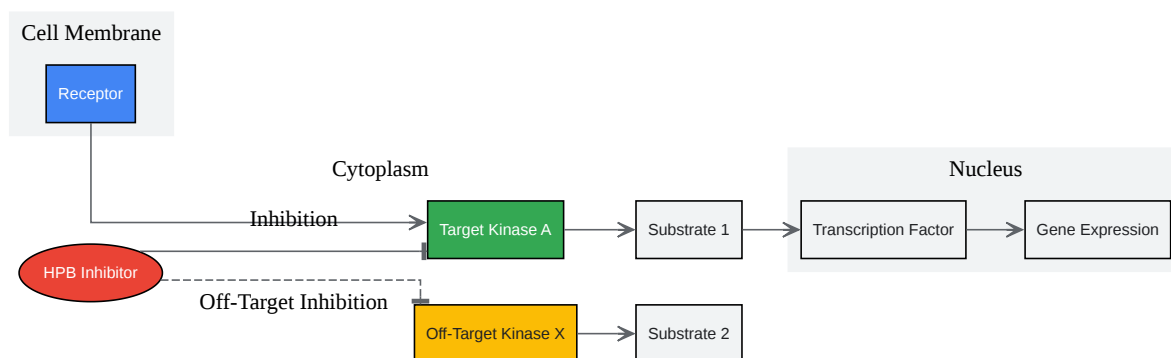 Cell Membrane
Receptor
Cytoplasm
Nucleus
Inhibition
Target Kinase A
Substrate 1
Transcription Factor
Gene Expression
HPB Inhibitor
Off-Target Inhibition
Off-Target Kinase X
Substrate 2